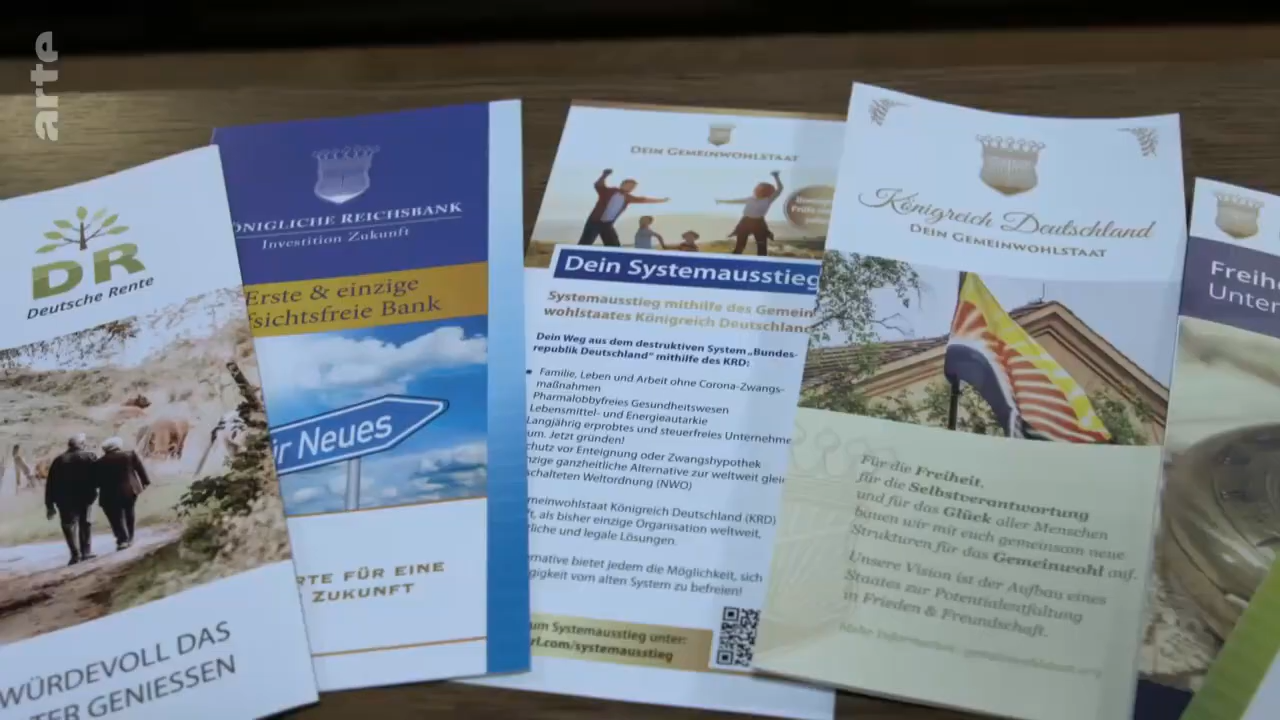 arte
DR
Deutsche Rente
WÜRDEVOLL DAS
TER GENIESSEN
ÖNIGLICHE REICHSBANK
Investition Zukunft
Erste & einzige
fsichtsfreie Bank
ir Neues
RTE FÜR EINE
ZUKUNFT
DEIN GEMEINWOHLSTAAT
Dein Systemausstieg
Systemausstieg mithilfe des Gemein
wohlstaates Königreich Deutschland
Dein Weg aus dem destruktiven System „Bundes-
republik Deutschland" mithilfe des KRD:
Familie, Leben und Arbeit ohne Corona-Zwangs-
maßnahmen
Pharmalobbyfreies Gesundheitswesen
Lebensmittel- und Energieautarkie
Langjährig erprobtes und steuerfreies Unternehme
um. Jetzt gründen!
chutz vor Enteignung oder Zwangshypothek
nzige ganzheitliche Alternative zur weltweit glei
schalteten Weltordnung (NWO)
meinwohlstaat Königreich Deutschland (KRD)
ft, als bisher einzige Organisation weltweit,
liche und legale Lösungen.
rnative bietet jedem die Möglichkeit, sich
gigkeit vom alten System zu befreien!
um Systemausstieg unter:
rl.com/systemausstieg
Königreich Deutschland
DEIN GEMEINWOHLSTAAT
Für die Freiheit,
für die Selbstverantwortung
und für das Glück aller Menschen
bauen wir mit euch gemeinsam neue
Strukturen für das Gemeinwohl auf.
Unsere Vision ist der Aufbau eines
Staates zur Potentialentfaltung
in Frieden & Freundschaft.
Mehr Information:
Freihe
Unter